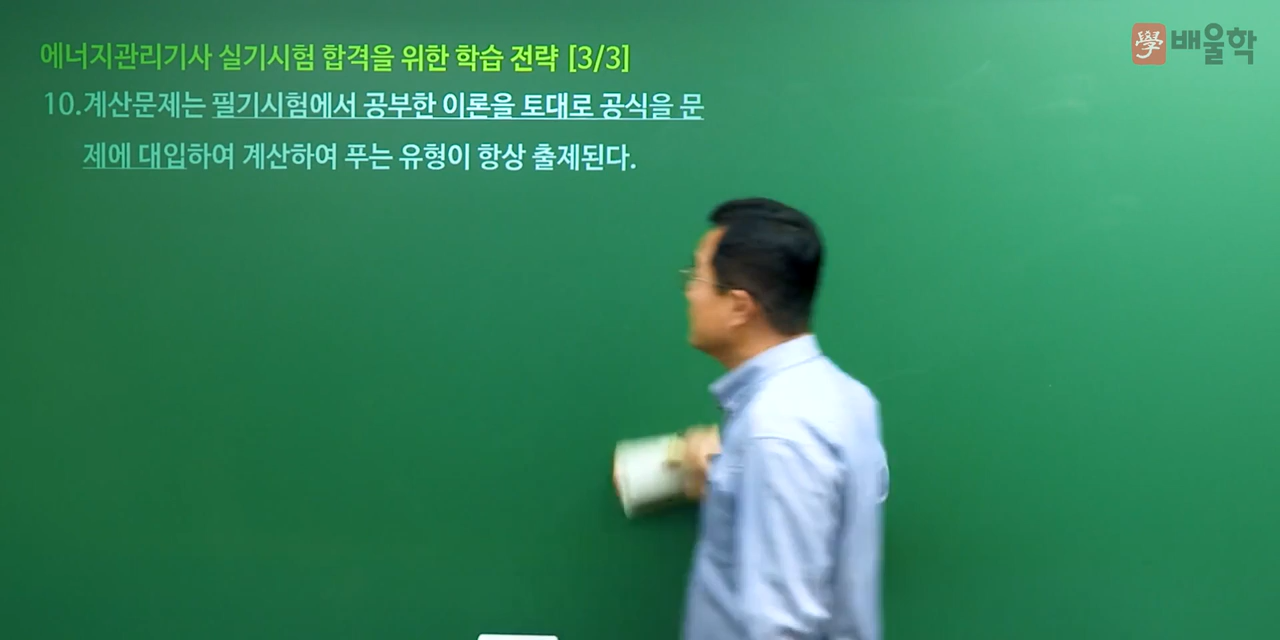 에너지관리기사 실기시험 합격을 위한 학습 전략 [3/3]
學 배울학
10.계산문제는 필기시험에서 공부한 이론을 토대로 공식을 문
제에 대입하여 계산하여 푸는 유형이 항상 출제된다.